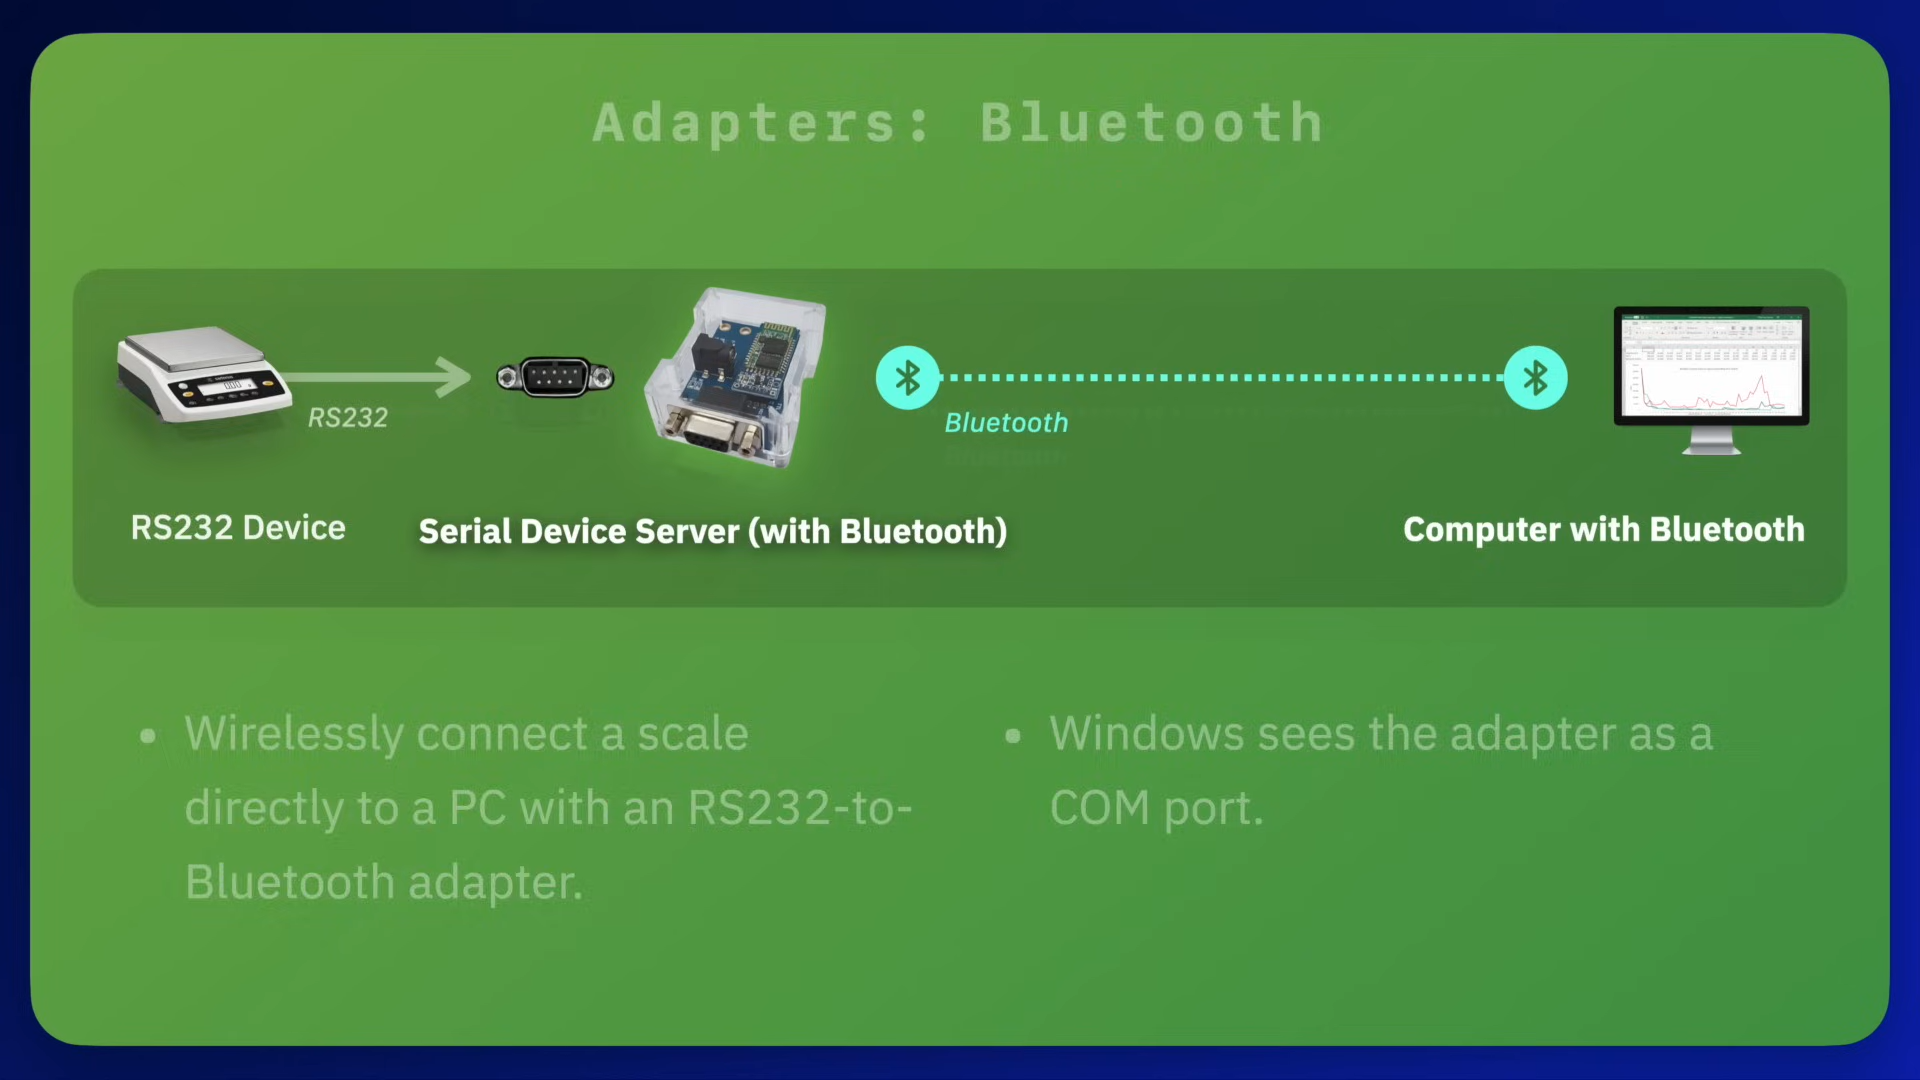 Adapters: Bluetooth
RS232
Bluetooth
RS232 Device
Serial Device Server (with Bluetooth)
Computer with Bluetooth
• Wirelessly connect a scale
directly to a PC with an RS232-to-
Bluetooth adapter.
• Windows sees the adapter as a
COM port.